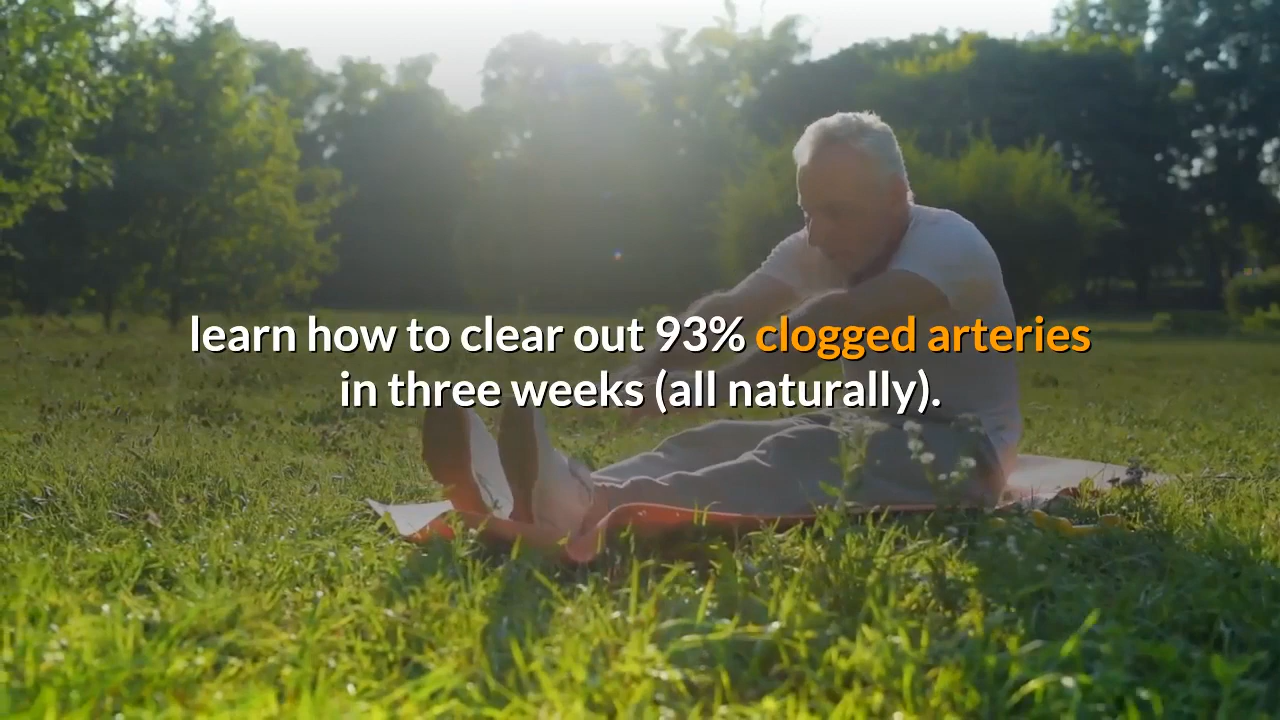 learn how to clear out 93% clogged arteries
in three weeks (all naturally).